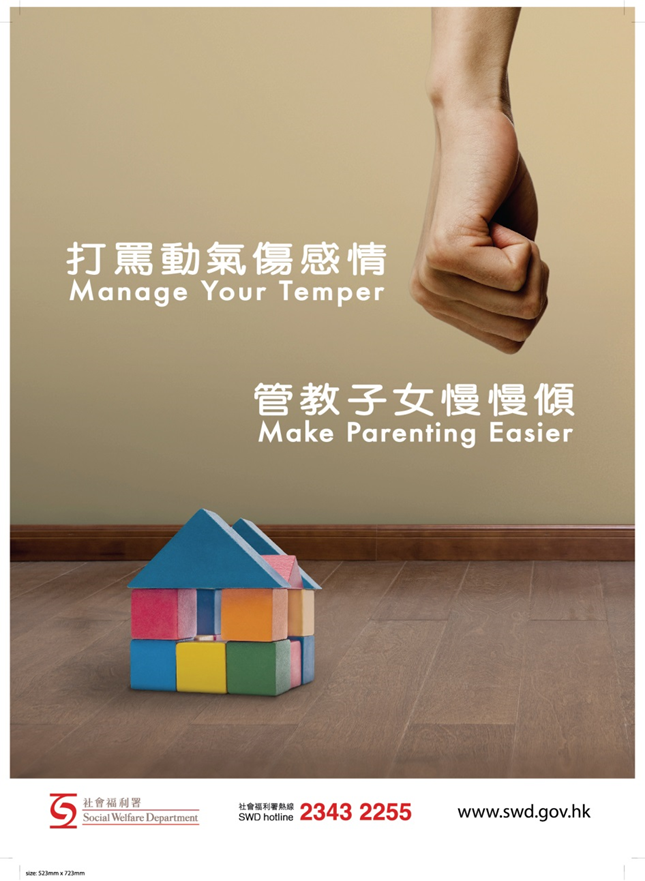 打罵動氣傷感情
Manage Your Temper
管教子女慢慢傾
Make Parenting Easier
社會福利署
Social Welfare Department
社會福利署熱線
SWD hotline 2343 2255
www.swd.gov.hk
size: 523mm x 723mm